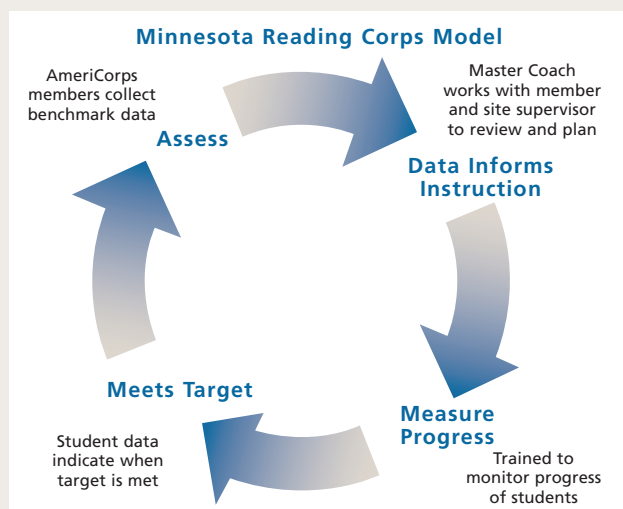 Minnesota Reading Corps Model
AmeriCorps
members collect
benchmark data
Assess
Master Coach
works with member
and site supervisor
to review and plan
Data Informs
Instruction
Measure
Progress
Trained to
monitor progress
of students
Meets Target
Student data
indicate when
target is met